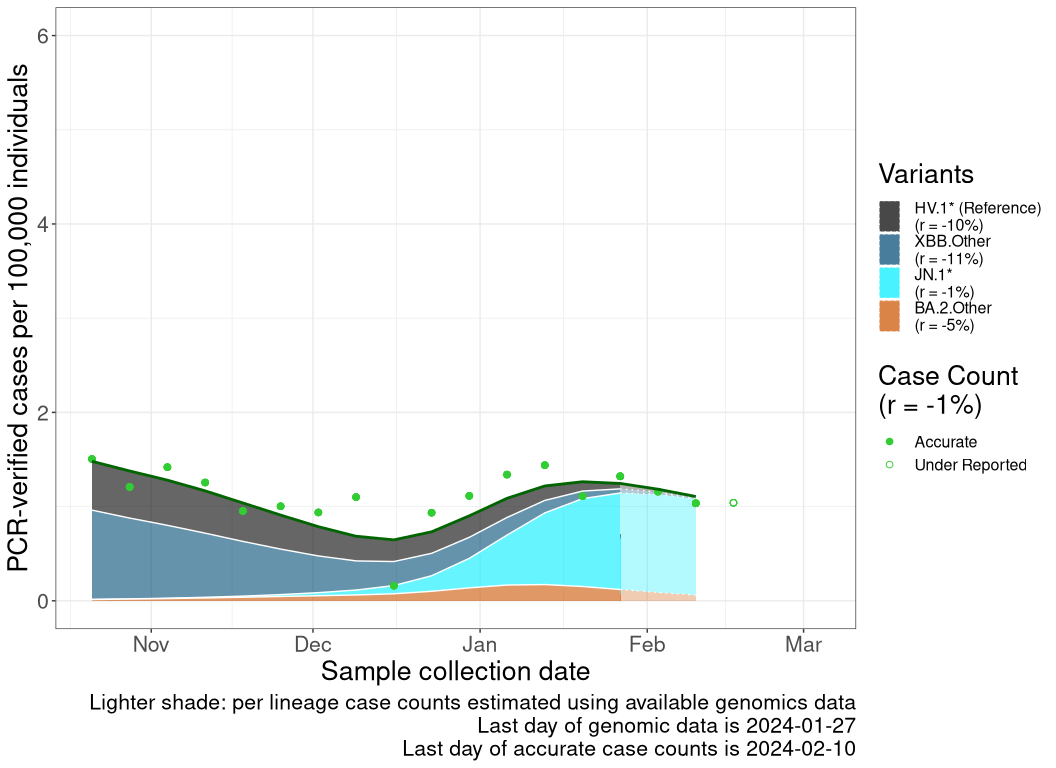 PCR-verified cases per 100,000 individuals
6
4
2
0
Nov
Dec
Jan
Feb
Mar
Sample collection date
Lighter shade: per lineage case counts estimated using available genomics data
Last day of genomic data is 2024-01-27
Last day of accurate case counts is 2024-02-10
Variants
HV.1* (Reference)
(r = -10%)
XBB.Other
(r = -11%)
JN.1*
(r = -1%)
BA.2.Other
(r = -5%)
Case Count
(r = -1%)
Accurate
Under Reported